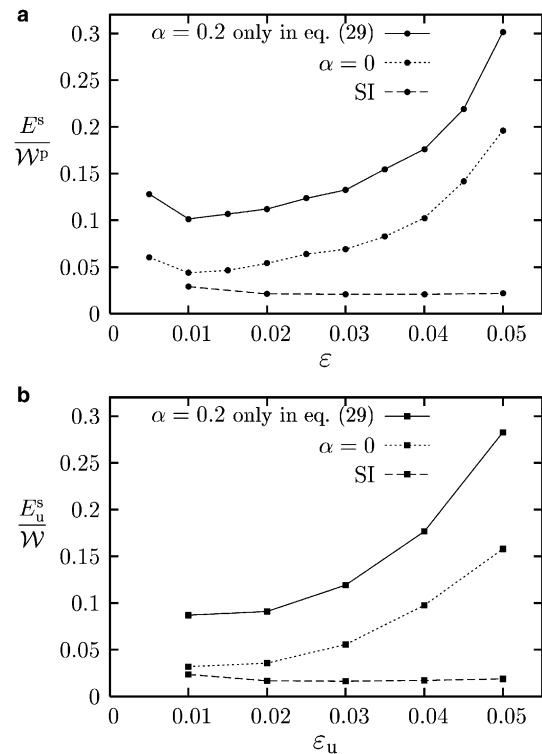 a
α = 0.2 only in eq. (29)
α = 0
SI
0.3
0.25
0.2
0.15
0.1
0.05
0
E^s
𝒲^p
0 0.01 0.02 0.03 0.04 0.05
ε
b
α = 0.2 only in eq. (29)
α = 0
SI
0.3
0.25
0.2
0.15
0.1
0.05
0
E^s_u
𝒲
0 0.01 0.02 0.03 0.04 0.05
ε_u